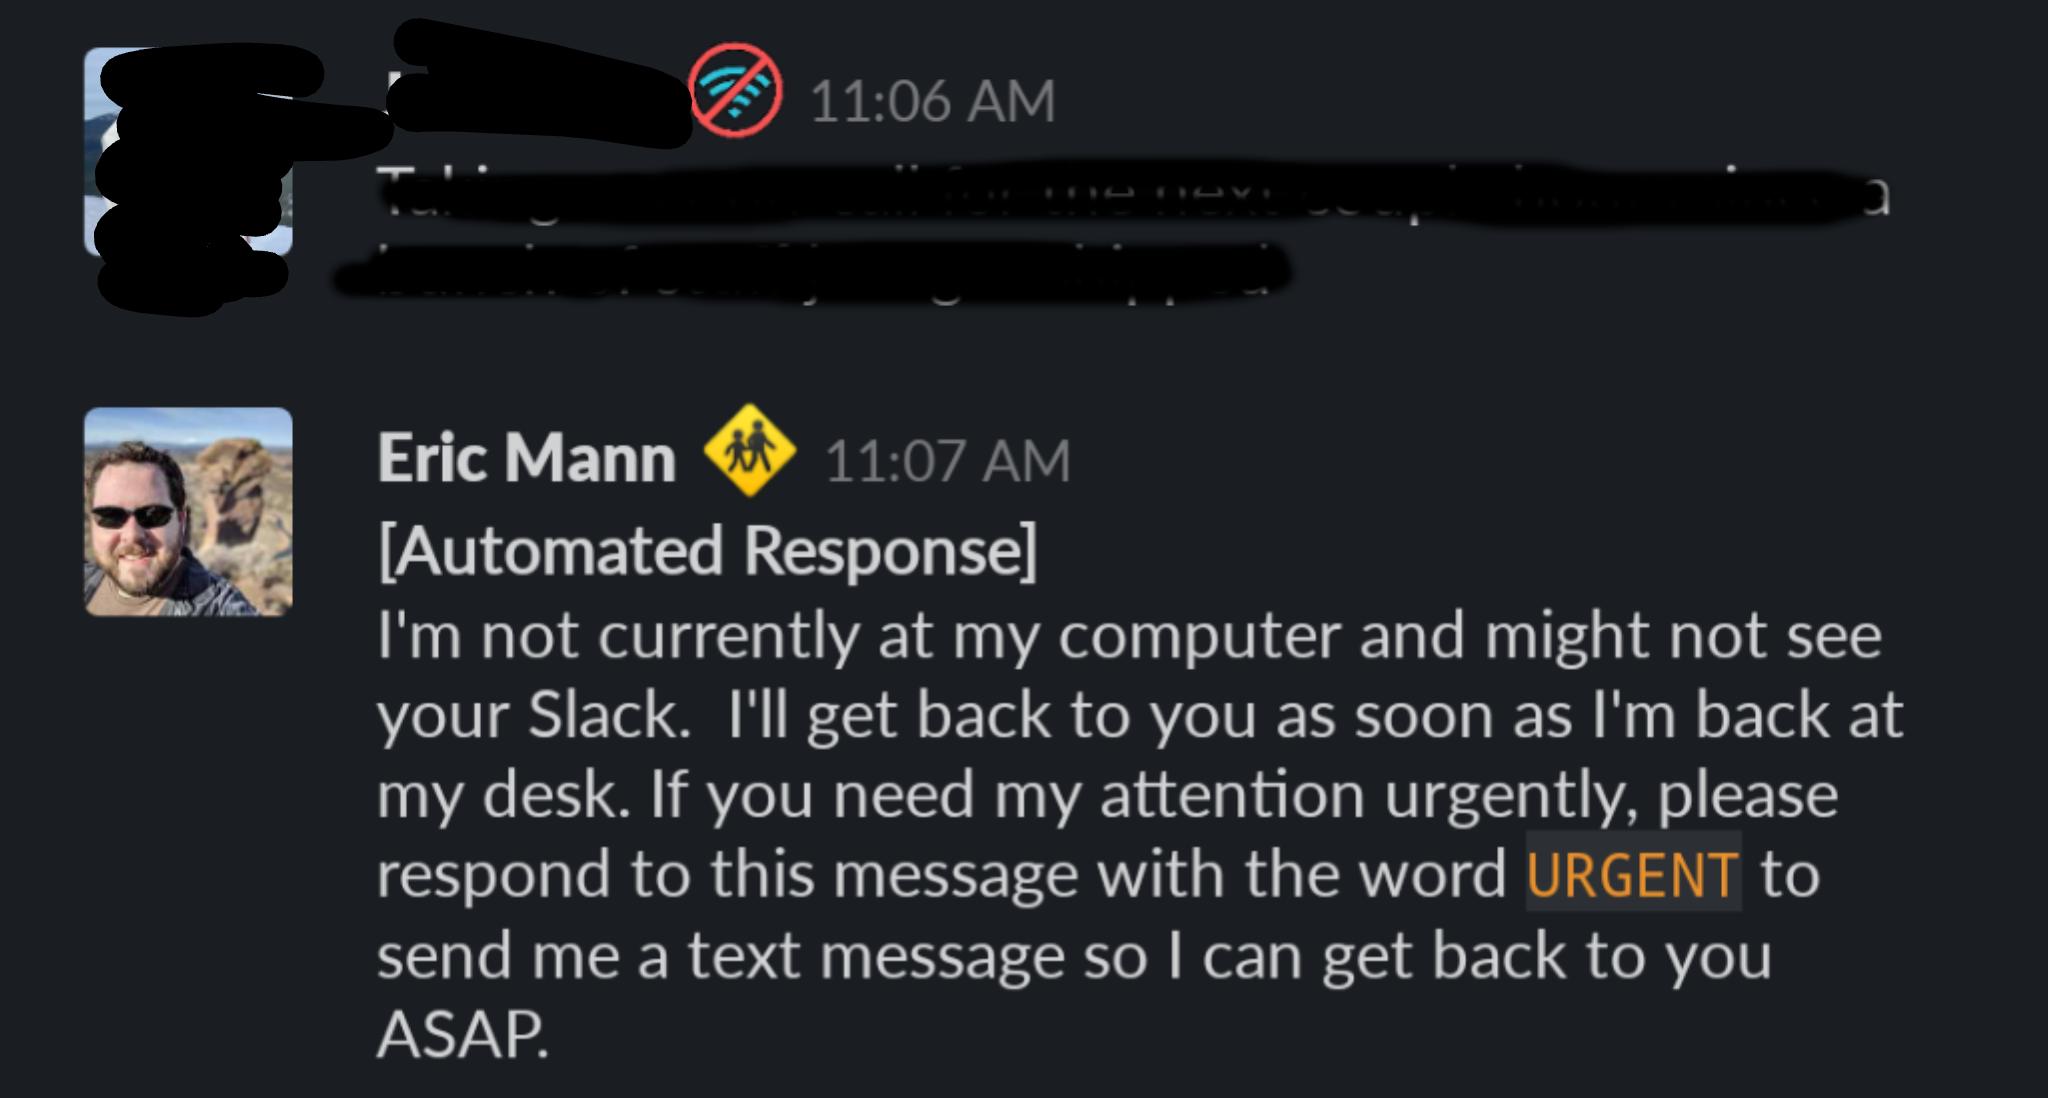 11:06 AM
for the next
a
Eric Mann 11:07 AM
[Automated Response]
I'm not currently at my computer and might not see
your Slack.  I'll get back to you as soon as I'm back at
my desk. If you need my attention urgently, please
respond to this message with the word URGENT to
send me a text message so I can get back to you
ASAP.